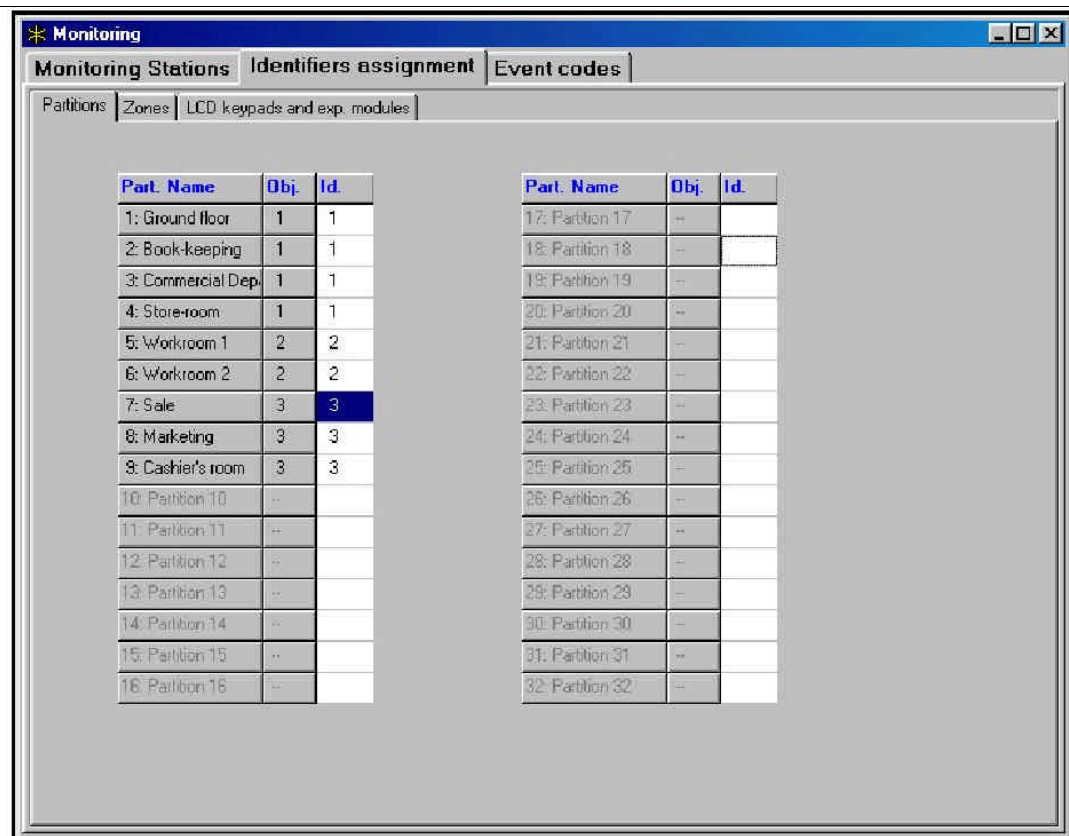 Monitoring
Monitoring Stations Identifiers assignment Event codes
Partitions Zones LCD keypads and exp. modules
Part. Name Obj. Id. Part. Name Obj. Id.
1: Ground floor 1 1 17: Partition 17 --
2: Book-keeping 1 1 18: Partition 18 --
3: Commercial Dep. 1 1 19: Partition 19 --
4: Store-room 1 1 20: Partition 20 --
5: Workroom 1 2 2 21: Partition 21 --
6: Workroom 2 2 2 22: Partition 22 --
7: Sale 3 3 23: Partition 23 --
8: Marketing 3 3 24: Partition 24 --
9: Cashier's room 3 3 25: Partition 25 --
10: Partition 10 -- 26: Partition 26 --
11: Partition 11 -- 27: Partition 27 --
12: Partition 12 -- 28: Partition 28 --
13: Partition 13 -- 29: Partition 29 --
14: Partition 14 -- 30: Partition 30 --
15: Partition 15 -- 31: Partition 31 --
16: Partition 16 -- 32: Partition 32 --